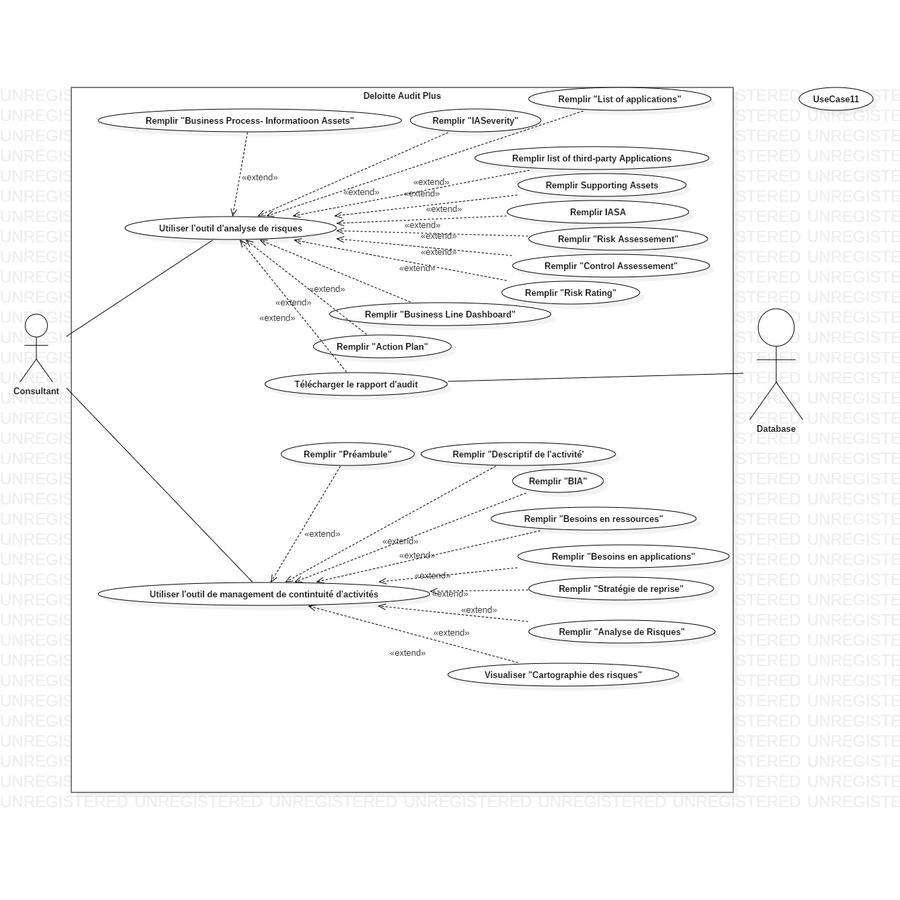 Deloitte Audit Plus
Remplir "List of applications"
UseCase11
Remplir "Business Process- Informatioon Assets"
Remplir "IASeverity"
Remplir list of third-party Applications
«extend»
«extend»
«extend»
«extend»
Remplir Supporting Assets
«extend»
Remplir IASA
Utiliser l'outil d'analyse de risques
«extend»
«extend»
Remplir "Risk Assessement"
«extend»
«extend»
Remplir "Control Assessement"
«extend»
Remplir "Risk Rating"
«extend»
«extend»
Remplir "Business Line Dashboard"
Remplir "Action Plan"
Télécharger le rapport d'audit
Consultant
Database
Remplir "Préambule"
Remplir "Descriptif de l'activité'
Remplir "BIA"
Remplir "Besoins en ressources"
«extend»
«extend»
«extend»
Remplir "Besoins en applications"
«extend»
Remplir "Stratégie de reprise"
Utiliser l'outil de management de contintuité d'activités
«extend»
«extend»
Remplir "Analyse de Risques"
«extend»
«extend»
Visualiser "Cartographie des risques"
UNREGISTERED UNREGISTERED UNREGISTERED UNREGISTERED UNREGISTERED UNREGISTERED UNREGISTE